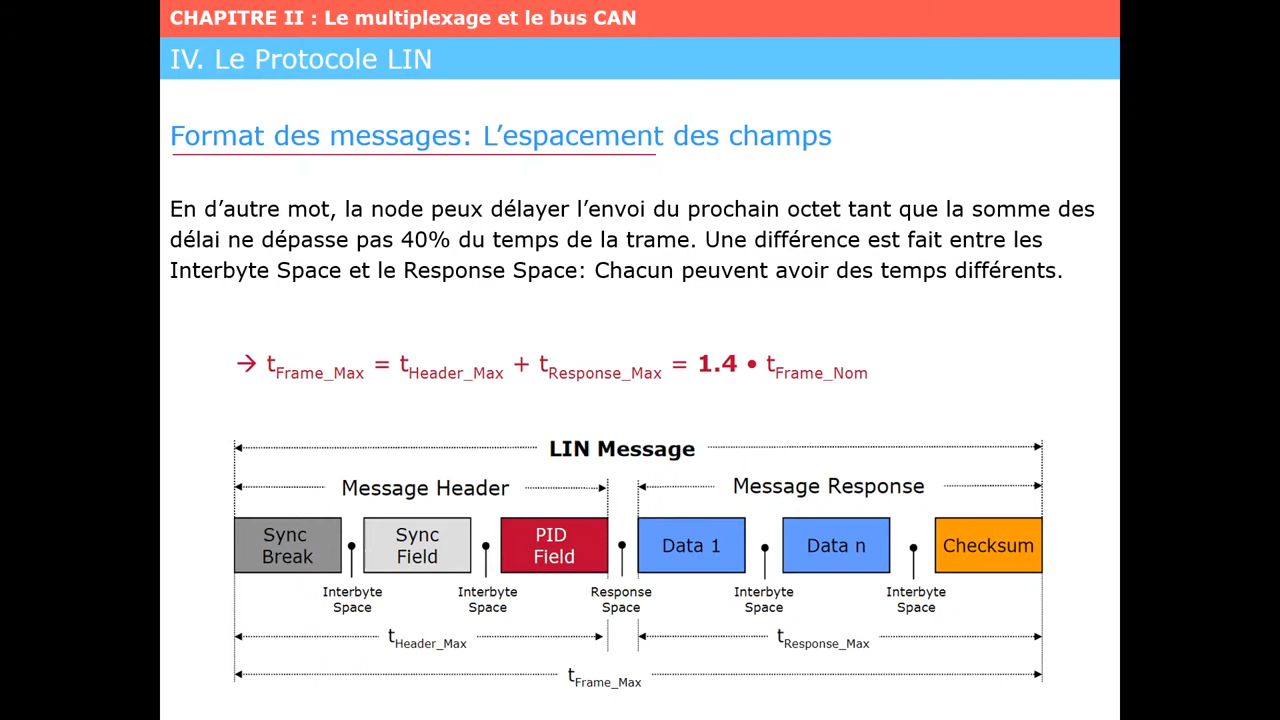 CHAPITRE II : Le multiplexage et le bus CAN
IV. Le Protocole LIN
Format des messages: L’espacement des champs
En d’autre mot, la node peux délayer l’envoi du prochain octet tant que la somme des
délai ne dépasse pas 40% du temps de la trame. Une différence est fait entre les
Interbyte Space et le Response Space: Chacun peuvent avoir des temps différents.
→ tFrame_Max = tHeader_Max + tResponse_Max = 1.4 • tFrame_Nom
LIN Message
Message Header
Message Response
Sync
Break
Sync
Field
PID
Field
Data 1
Data n
Checksum
Interbyte
Space
Interbyte
Space
Response
Space
Interbyte
Space
Interbyte
Space
tHeader_Max
tResponse_Max
tFrame_Max